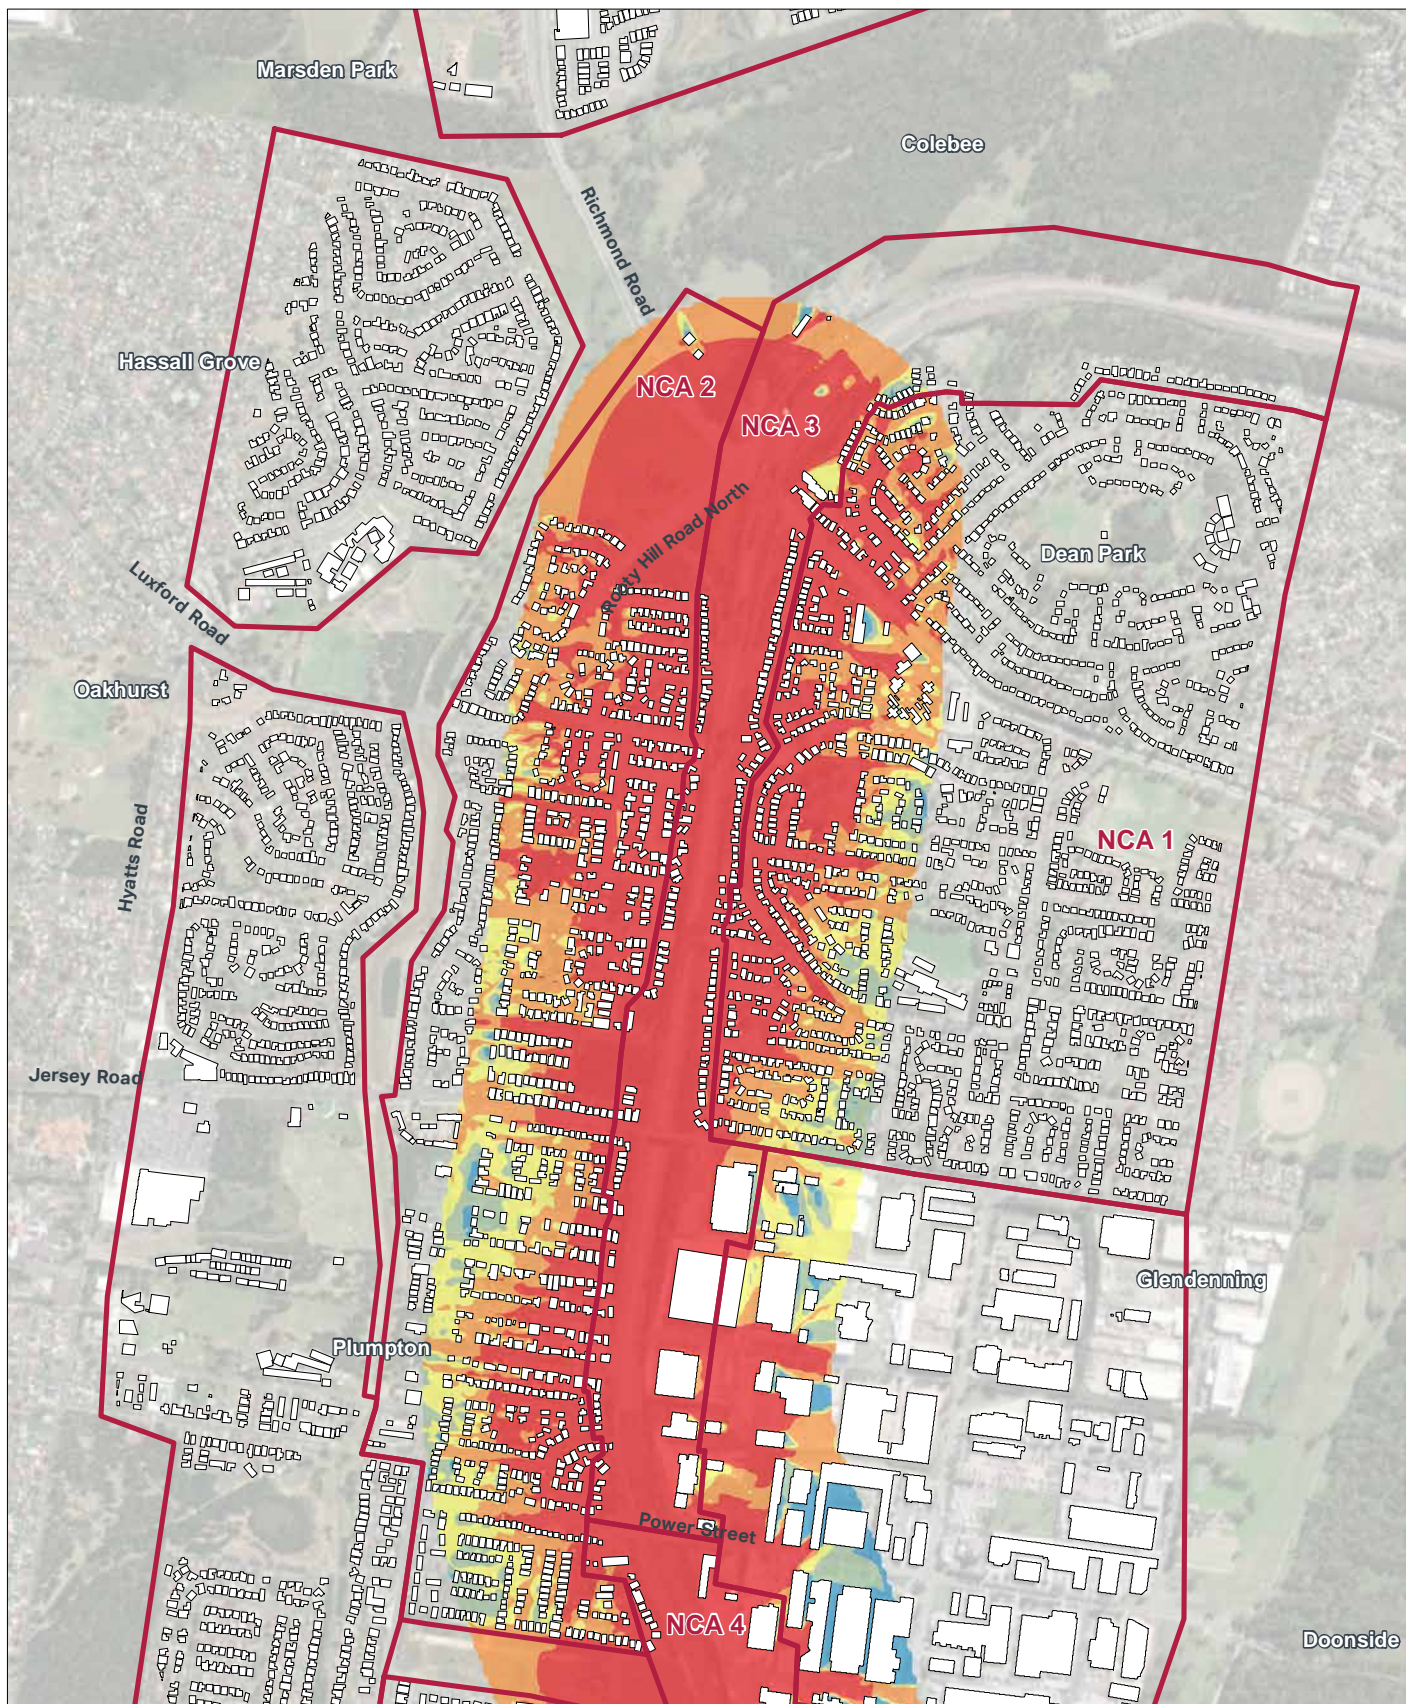 Marsden Park
Colebee
Richmond Road
Hassall Grove
NCA 2
NCA 3
Rooty Hill Road North
Dean Park
Luxford Road
Oakhurst
Hyatts Road
NCA 1
Jersey Road
Glendenning
Plumpton
Power Street
NCA 4
Doonside